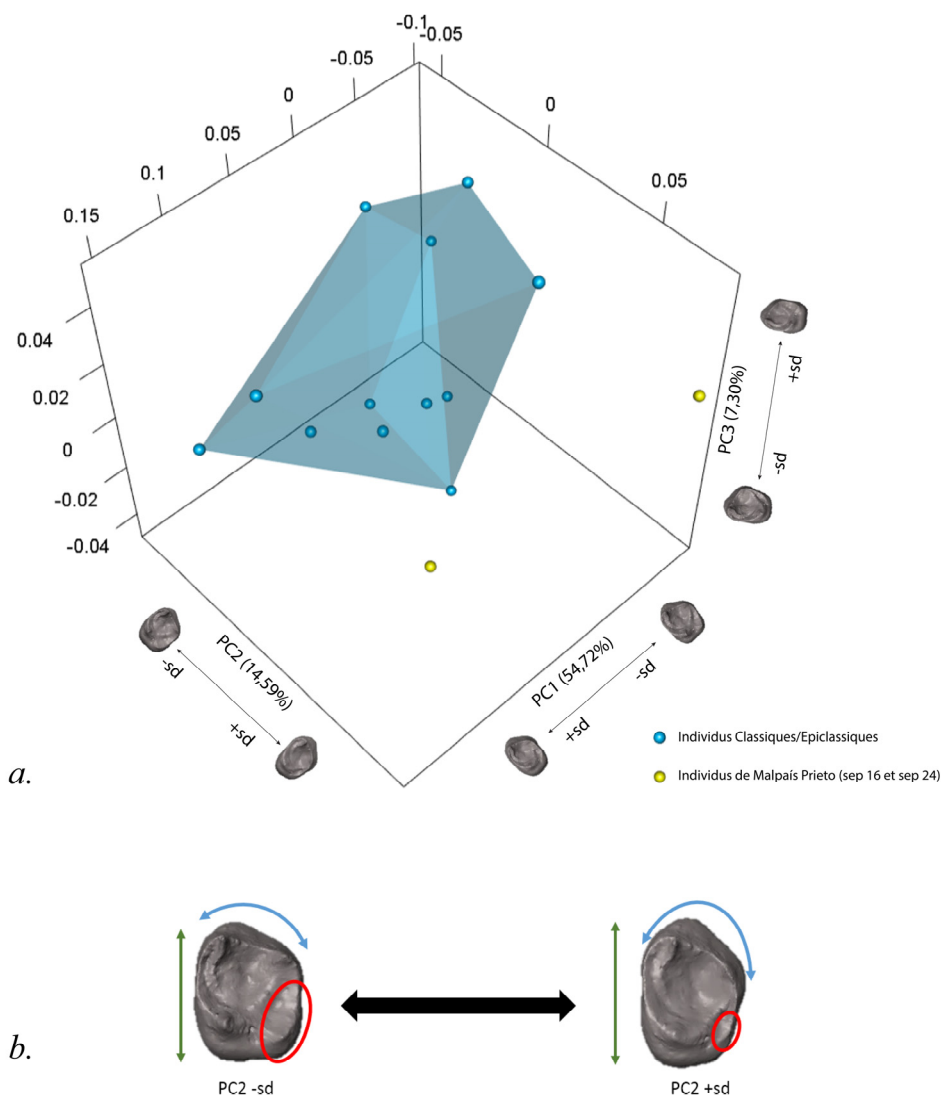 -0.1
-0.05
-0.05
0
0
0.05
0.05
0.1
0.15
0.04
0.02
0
-0.02
-0.04
+sd
PC3 (7,30%)
-sd
PC2 (14,59%)
-sd
+sd
PC1 (54,72%)
-sd
+sd
Individus Classiques/Epiclassiques
Individus de Malpaís Prieto (sep 16 et sep 24)
a.
b.
PC2 -sd
PC2 +sd